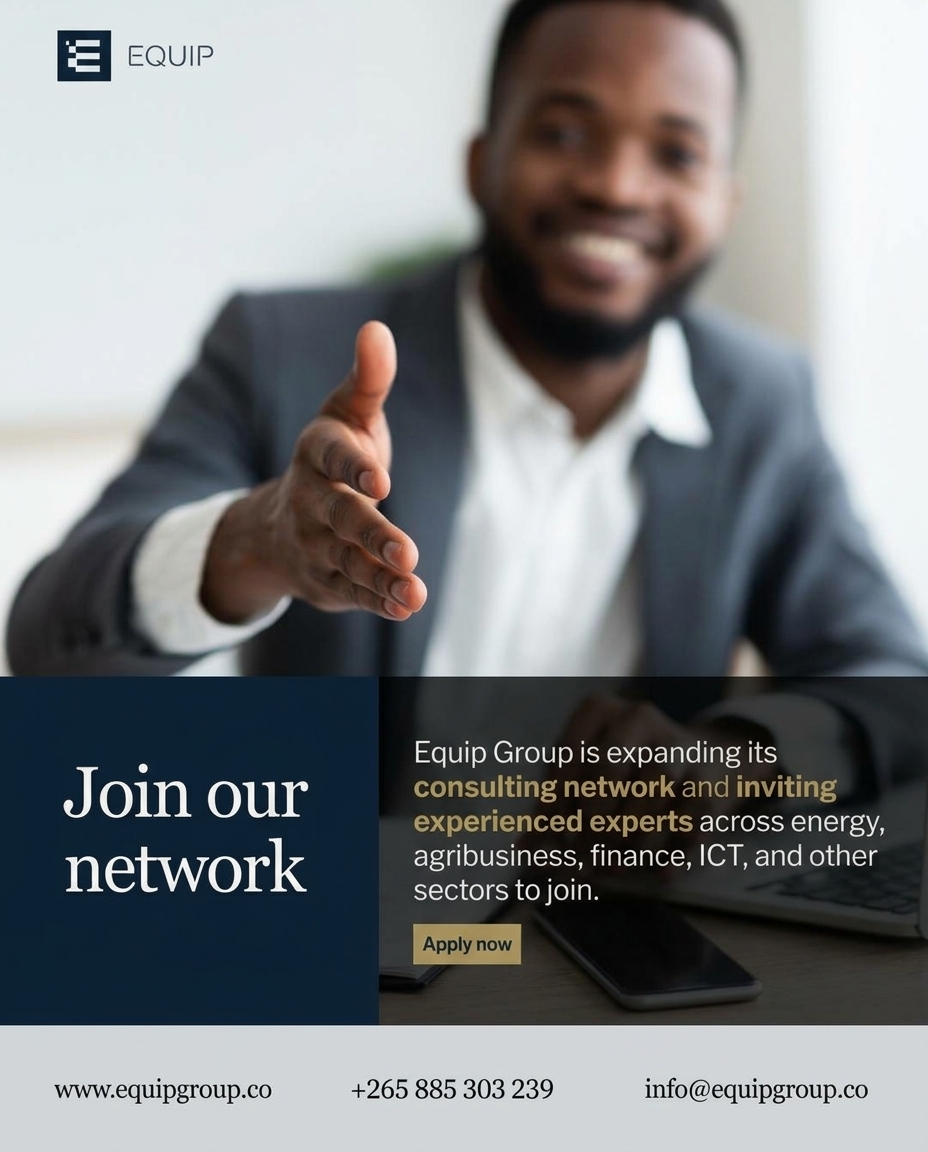 EQUIP
Join our
network
Equip Group is expanding its
consulting network and inviting
experienced experts across energy,
agribusiness, finance, ICT, and other
sectors to join.
Apply now
www.equipgroup.co
+265 885 303 239
info@equipgroup.co